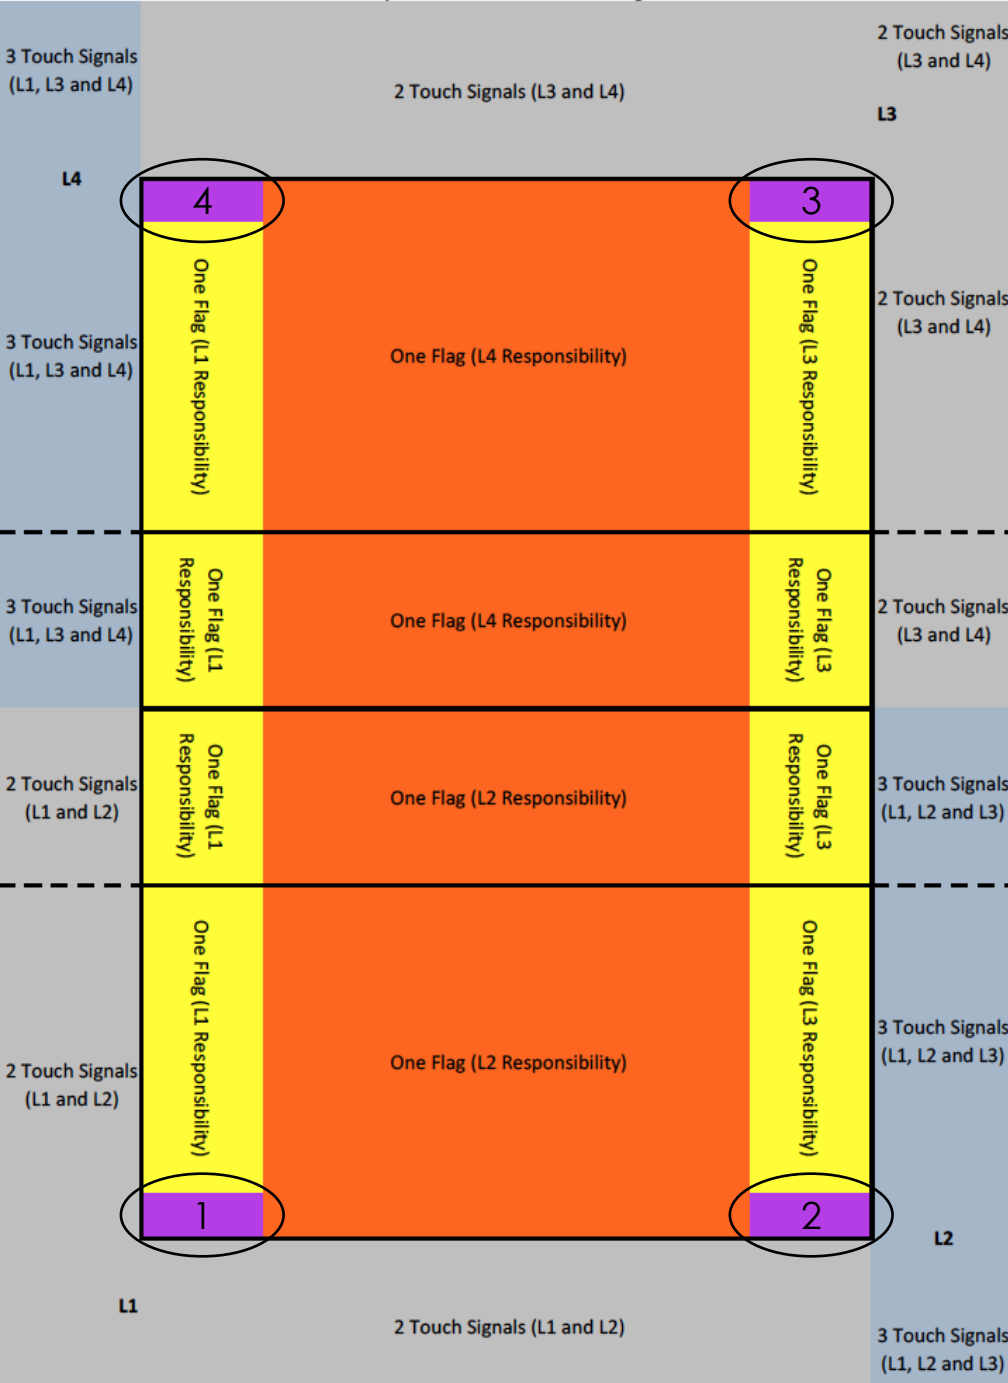 3 Touch Signals
(L1, L3 and L4)
2 Touch Signals (L3 and L4)
2 Touch Signals
(L3 and L4)
L3
L4
4
3
3 Touch Signals
(L1, L3 and L4)
One Flag (L1 Responsibility)
One Flag (L4 Responsibility)
One Flag (L3 Responsibility)
2 Touch Signals
(L3 and L4)
3 Touch Signals
(L1, L3 and L4)
One Flag (L1
Responsibility)
One Flag (L4 Responsibility)
One Flag (L3
Responsibility)
2 Touch Signals
(L3 and L4)
2 Touch Signals
(L1 and L2)
One Flag (L1
Responsibility)
One Flag (L2 Responsibility)
One Flag (L3
Responsibility)
3 Touch Signals
(L1, L2 and L3)
2 Touch Signals
(L1 and L2)
One Flag (L1 Responsibility)
One Flag (L2 Responsibility)
One Flag (L3 Responsibility)
3 Touch Signals
(L1, L2 and L3)
1
2
L2
L1
2 Touch Signals (L1 and L2)
3 Touch Signals
(L1, L2 and L3)